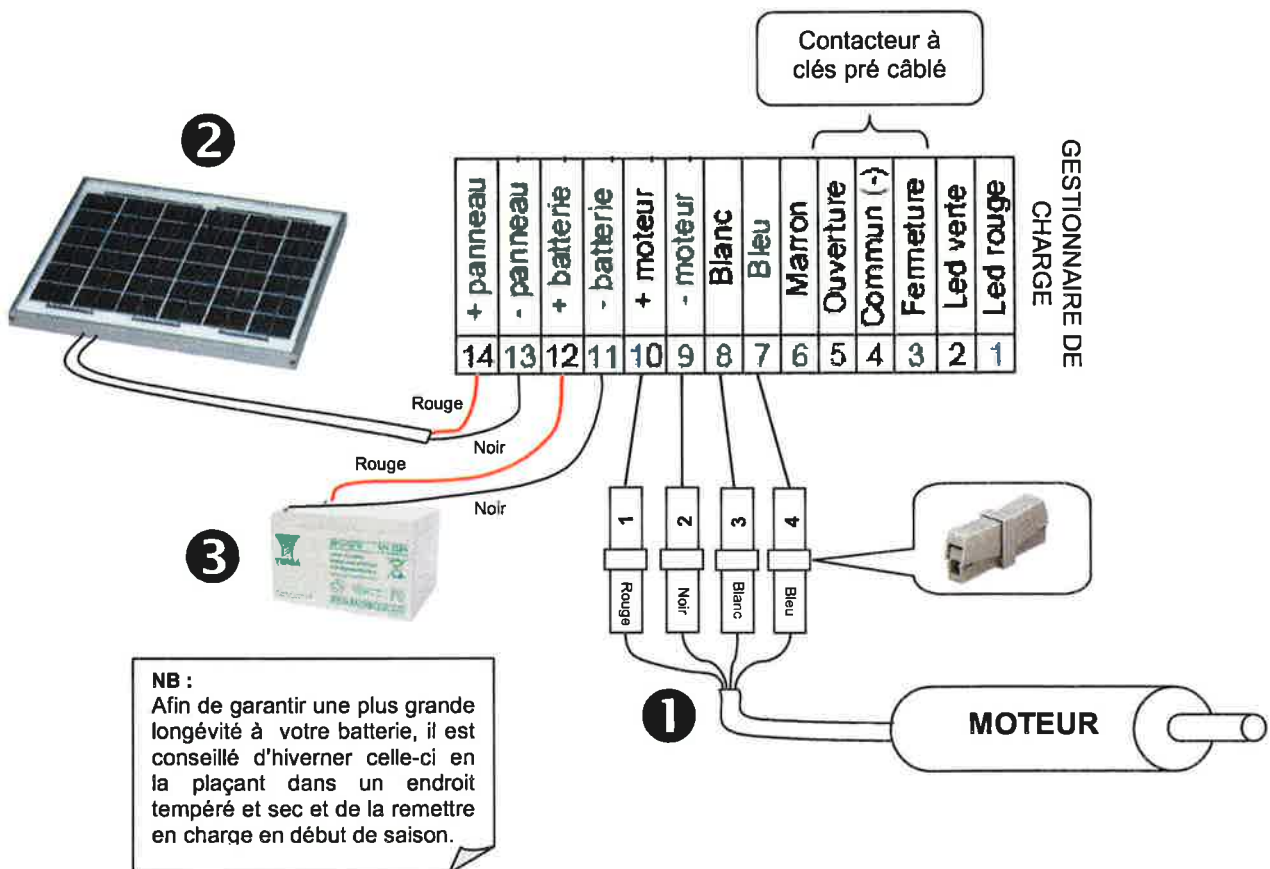 Contacteur à
clés pré câblé
❷
+ panneau
- panneau
+ batterie
- batterie
+ moteur
- moteur
Blanc
Bleu
Marron
Ouverture
Commun (-)
Fermeture
Led verte
Led rouge
14 13 12 11 10 9 8 7 6 5 4 3 2 1
GESTIONNAIRE DE
CHARGE
Rouge
Noir
Rouge
Noir
❸
1 2 3 4
Rouge Noir Blanc Bleu
❶
MOTEUR
NB :
Afin de garantir une plus grande
longévité à votre batterie, il est
conseillé d'hiverner celle-ci en
la plaçant dans un endroit
tempéré et sec et de la remettre
en charge en début de saison.